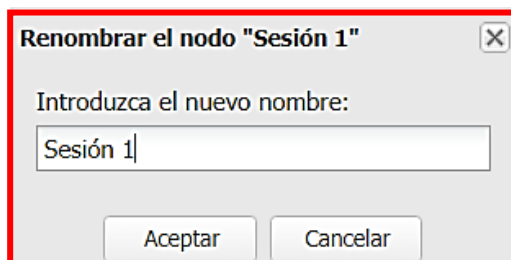 Renombrar el nodo "Sesión 1"
Introduzca el nuevo nombre:
Sesión 1
Aceptar Cancelar